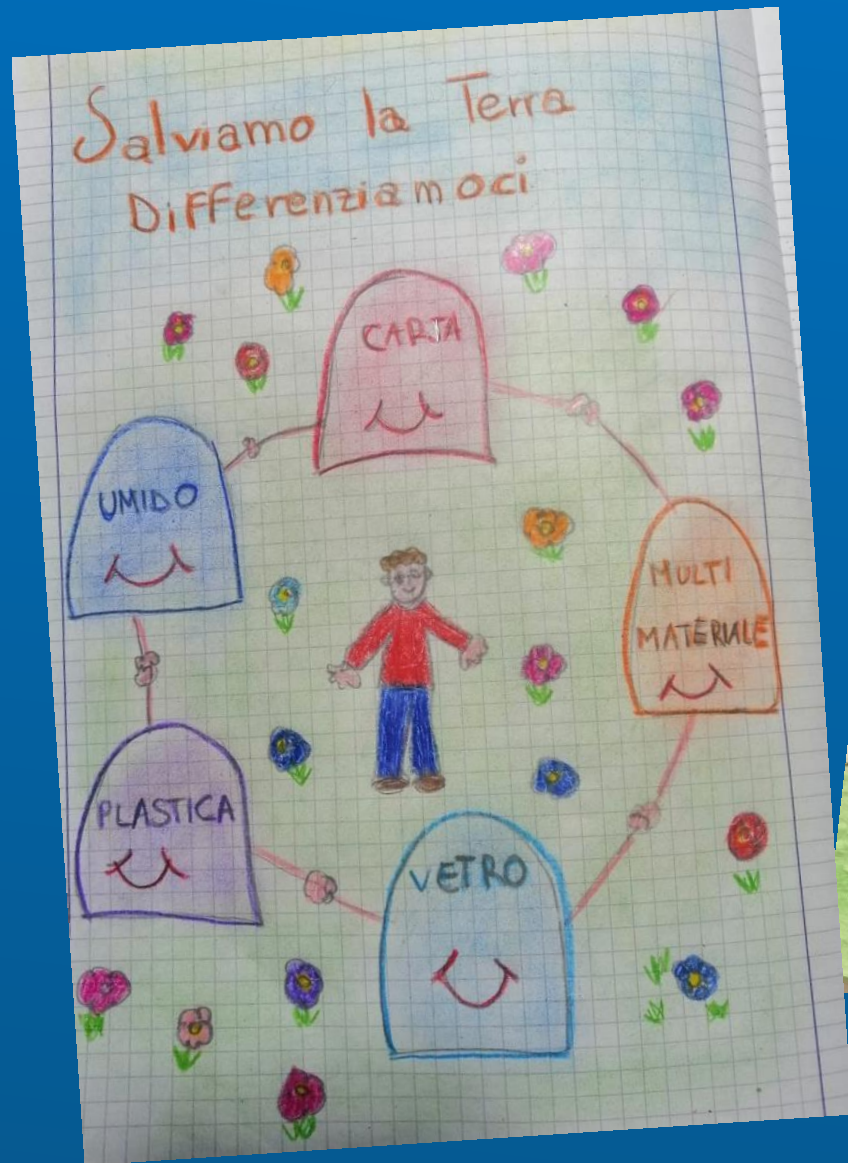 Salviamo la Terra
Differenziamoci
CARTA
UMIDO
MULTI
MATERIALE
PLASTICA
VETRO